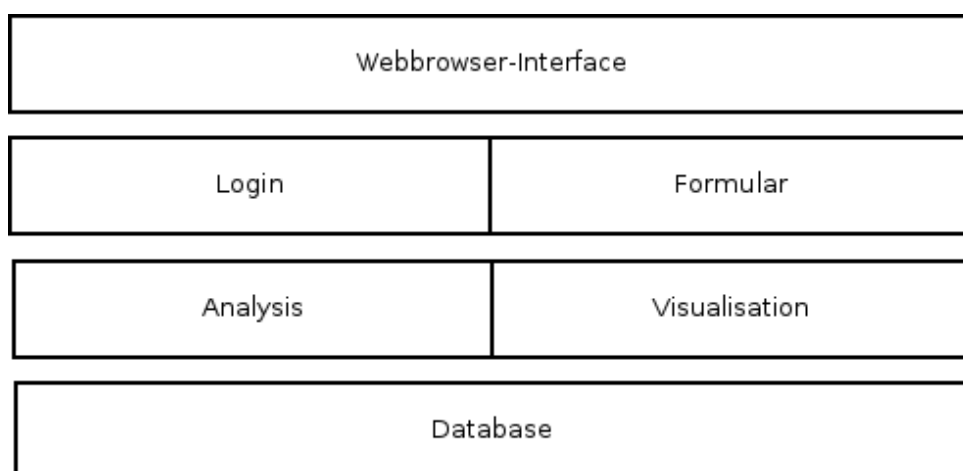 Webbrowser-Interface
Login Formular
Analysis Visualisation
Database